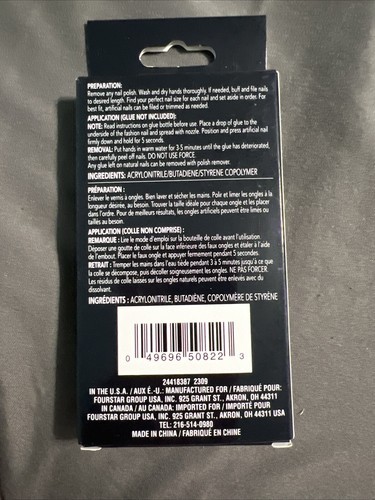 PREPARATION:
Remove any nail polish. Wash and dry hands thoroughly. If needed, buff and file nails
to desired length. Find your perfect nail size for each nail and set aside in order. For
best fit, artificial nails can be filed or trimmed as needed.
APPLICATION (GLUE NOT INCLUDED):
NOTE: Read instructions on glue bottle before use. Place a drop of glue to the
underside of the fashion nail and spread with nozzle. Position and press artificial nail
firmly down and hold for 5 seconds.
REMOVAL: Put hands in warm water for 3-5 minutes until the glue has deteriorated,
then carefully peel off nails. DO NOT USE FORCE.
Any glue left on natural nails can be removed with polish remover.
INGREDIENTS: ACRYLONITRILE/BUTADIENE/STYRENE COPOLYMER
PRÉPARATION :
Enlever le vernis à ongles. Bien laver et sécher les mains. Polir et limer les ongles à la
longueur désirée, au besoin. Trouver la taille idéale pour chaque ongle et les placer
dans l'ordre. Pour de meilleurs résultats, les ongles artificiels peuvent être limés ou
taillés au besoin.
APPLICATION (COLLE NON COMPRISE) :
REMARQUE : Lire le mode d'emploi sur la bouteille de colle avant l'utilisation.
Déposer une goutte de colle sur la face inférieure des faux ongles et étaler à l'aide
de l'embout. Placer le faux ongle et appuyer fermement pendant 5 secondes.
RETRAIT : Tremper les mains dans l'eau tiède pendant 3 à 5 minutes jusqu'à ce que
la colle se décompose, puis décoller soigneusement les ongles. NE PAS FORCER.
Les résidus de colle laissés sur les ongles naturels peuvent être enlevés avec du
dissolvant.
INGRÉDIENTS : ACRYLONITRILE, BUTADIÈNE, COPOLYMÈRE DE STYRÈNE
0 49696 50822 3
24418387 2309
IN THE U.S.A. / AUX É.-U.: MANUFACTURED FOR / FABRIQUÉ POUR:
FOURSTAR GROUP USA, INC. 925 GRANT ST., AKRON, OH 44311
IN CANADA / AU CANADA: IMPORTED FOR / IMPORTÉ POUR
FOURSTAR GROUP USA, INC. 925 GRANT ST., AKRON, OH 44311 USA
TEL: 216-514-0980
MADE IN CHINA / FABRIQUÉ EN CHINE